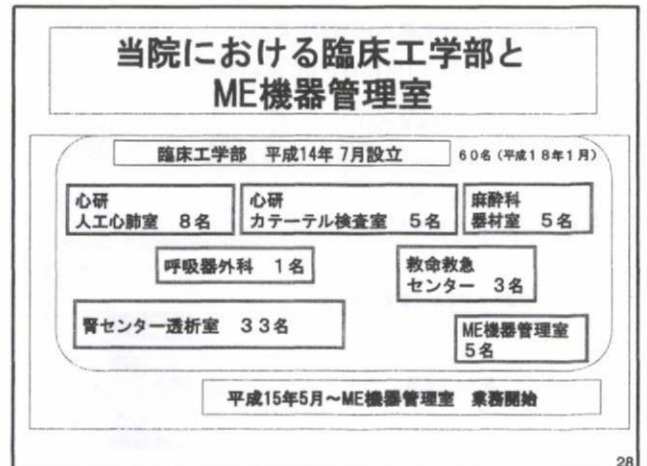 当院における臨床工学部と
ME機器管理室
臨床工学部　平成14年 7月設立
60名（平成18年1月）
心研
人工心肺室　8名
心研
カテーテル検査室　5名
麻酔科
器材室　5名
呼吸器外科　1名
救命救急
センター　3名
腎センター透析室　33名
ME機器管理室
5名
平成15年5月～ME機器管理室　業務開始
28